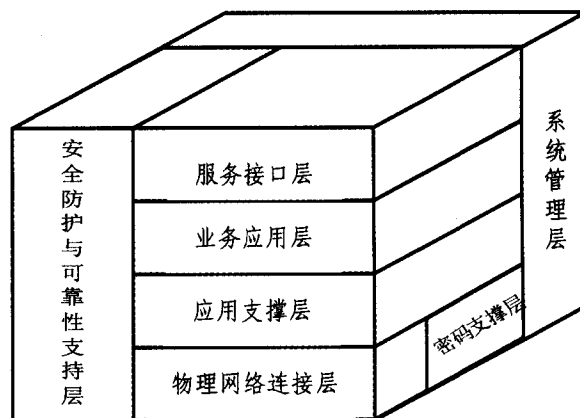 安全防护与可靠性支持层
服务接口层
业务应用层
应用支撑层
物理网络连接层
密码支撑层
系统管理层